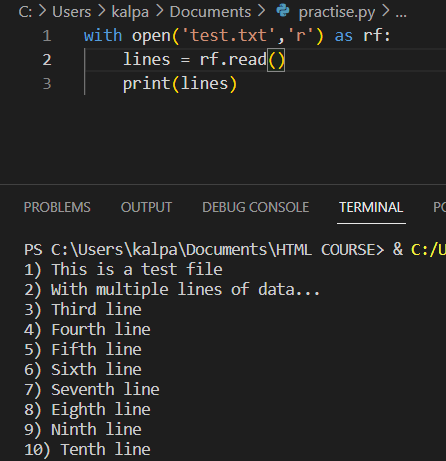 C: > Users > kalpa > Documents > practise.py > ...
1 with open('test.txt','r') as rf:
2 lines = rf.read()
3 print(lines)
PROBLEMS OUTPUT DEBUG CONSOLE TERMINAL PO
PS C:\Users\kalpa\Documents\HTML COURSE> & C:/U
1) This is a test file
2) With multiple lines of data...
3) Third line
4) Fourth line
5) Fifth line
6) Sixth line
7) Seventh line
8) Eighth line
9) Ninth line
10) Tenth line